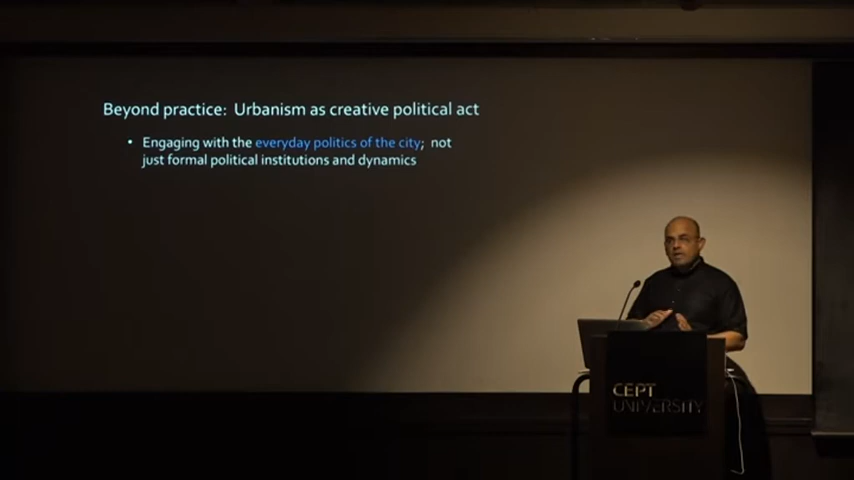 Beyond practice: Urbanism as creative political act
• Engaging with the everyday politics of the city; not
just formal political institutions and dynamics
CEPT
UNIVERSITY